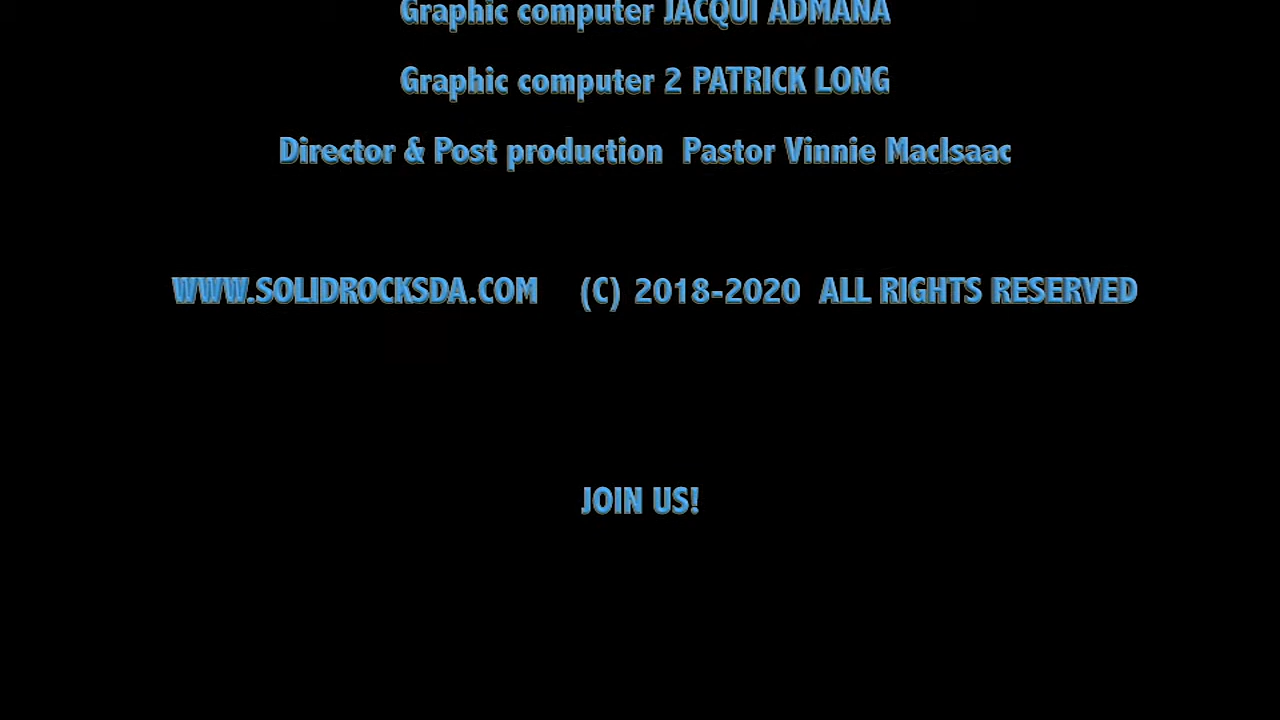 Graphic computer JACQUI ADMANA
Graphic computer 2 PATRICK LONG
Director & Post production Pastor Vinnie MacIsaac
WWW.SOLIDROCKSDA.COM (C) 2018-2020 ALL RIGHTS RESERVED
JOIN US!